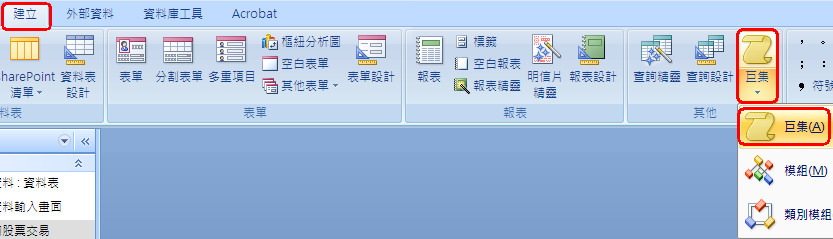 建立 外部資料 資料庫工具 Acrobat
SharePoint 清單 資料表設計
表單 分割表單 多重項目 樞紐分析圖 空白表單 其他表單 表單設計
報表 標籤 空白報表 報表精靈 明信片精靈 報表設計
查詢精靈 查詢設計 巨集
， 。
； ：
符號
料表 表單 報表 其他
巨集(A)
模組(M)
類別模組
資料 : 資料表
資料輸入畫面
股票交易